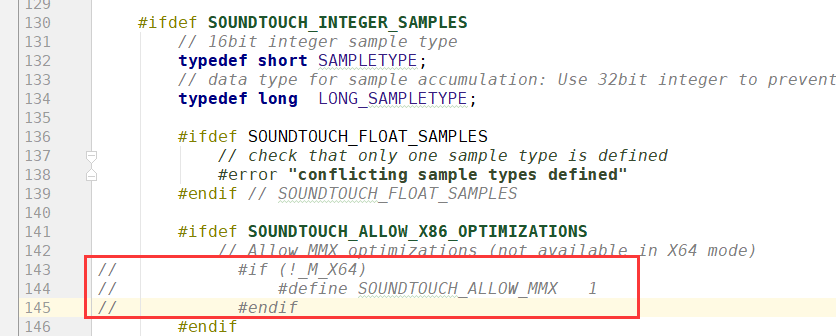 129
130 #ifdef SOUNDTOUCH_INTEGER_SAMPLES
131 // 16bit integer sample type
132 typedef short SAMPLETYPE;
133 // data type for sample accumulation: Use 32bit integer to prevent
134 typedef long  LONG_SAMPLETYPE;
135
136 #ifdef SOUNDTOUCH_FLOAT_SAMPLES
137 // check that only one sample type is defined
138 #error "conflicting sample types defined"
139 #endif // SOUNDTOUCH_FLOAT_SAMPLES
140
141 #ifdef SOUNDTOUCH_ALLOW_X86_OPTIMIZATIONS
142 // Allow MMX optimizations (not available in X64 mode)
143 // #if (!_M_X64)
144 // #define SOUNDTOUCH_ALLOW_MMX   1
145 // #endif
146 #endif